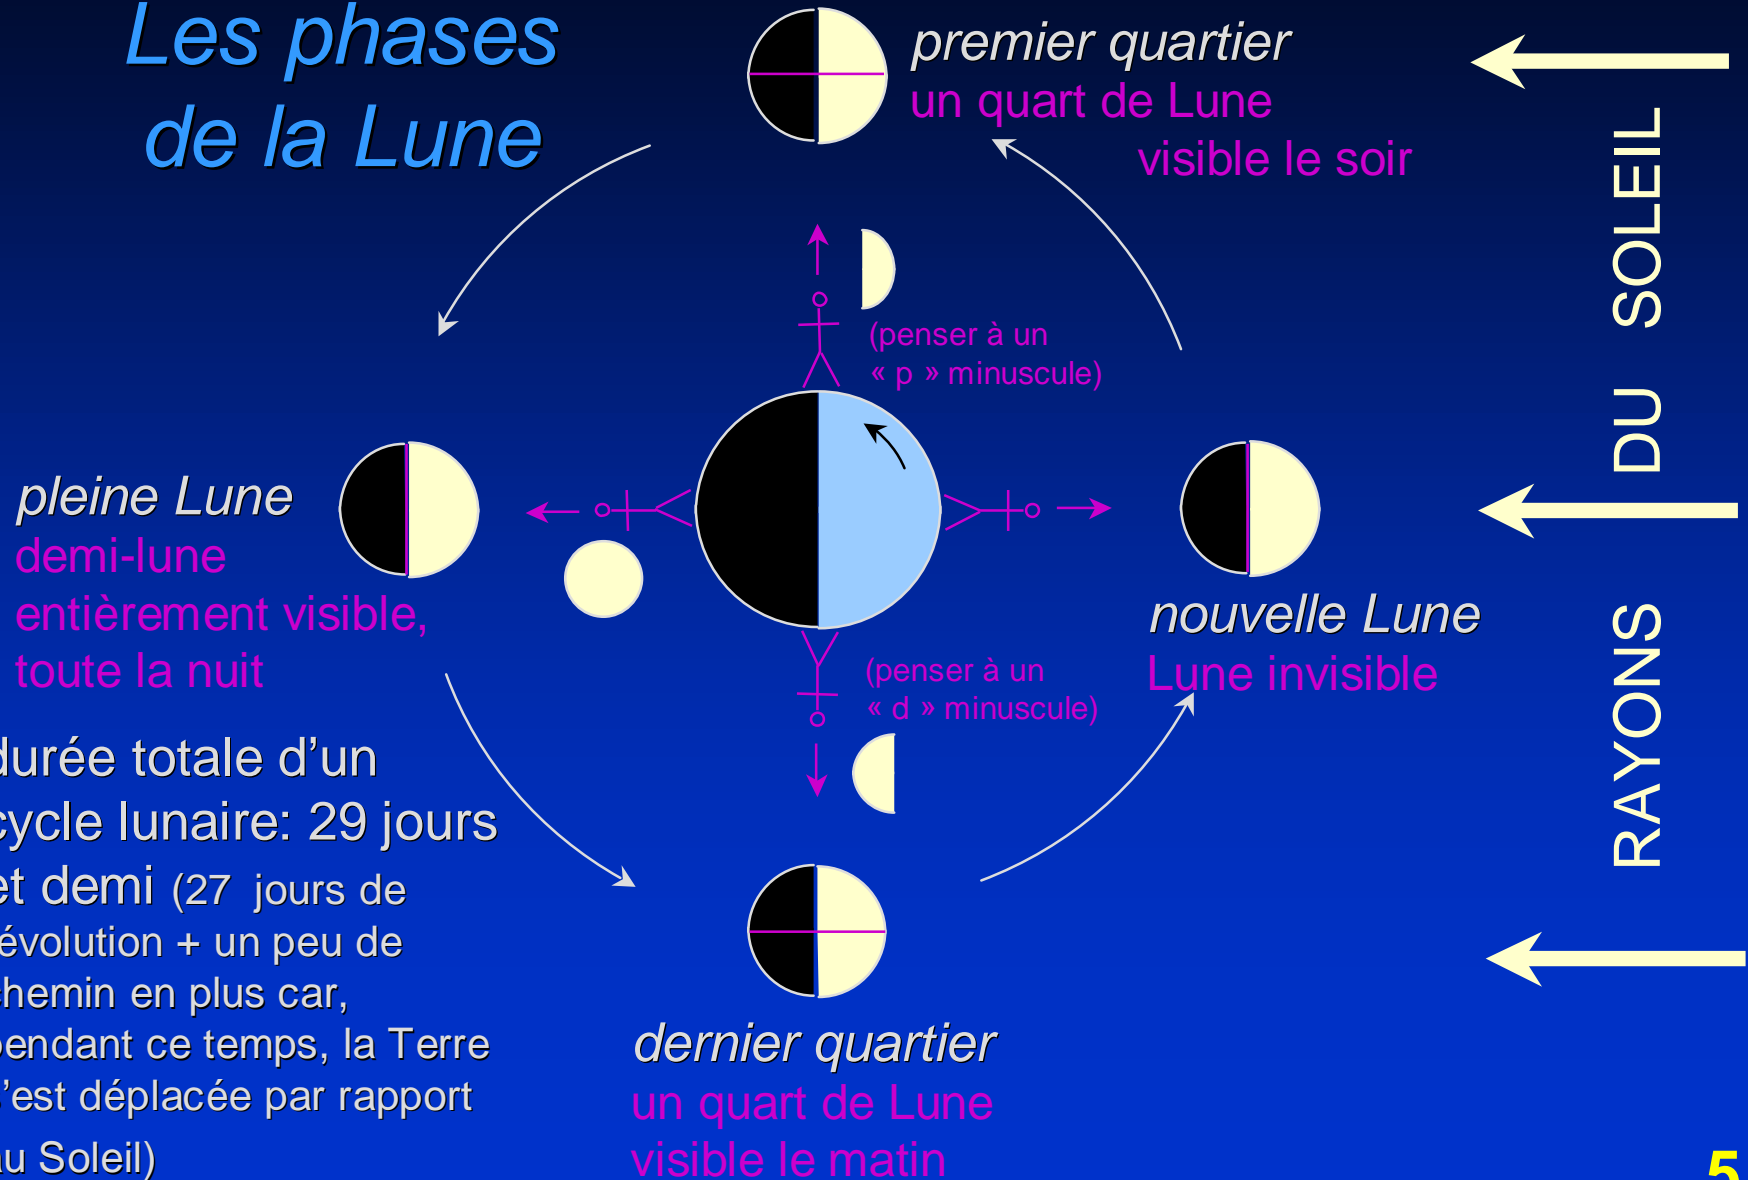 Les phases
de la Lune
premier quartier
un quart de Lune
visible le soir
(penser à un
« p » minuscule)
pleine Lune
demi-lune
entièrement visible,
toute la nuit
nouvelle Lune
Lune invisible
(penser à un
« d » minuscule)
durée totale d’un
cycle lunaire: 29 jours
et demi (27 jours de
évolution + un peu de
chemin en plus car,
pendant ce temps, la Terre
’est déplacée par rapport
au Soleil)
dernier quartier
un quart de Lune
visible le matin
RAYONS DU SOLEIL
5